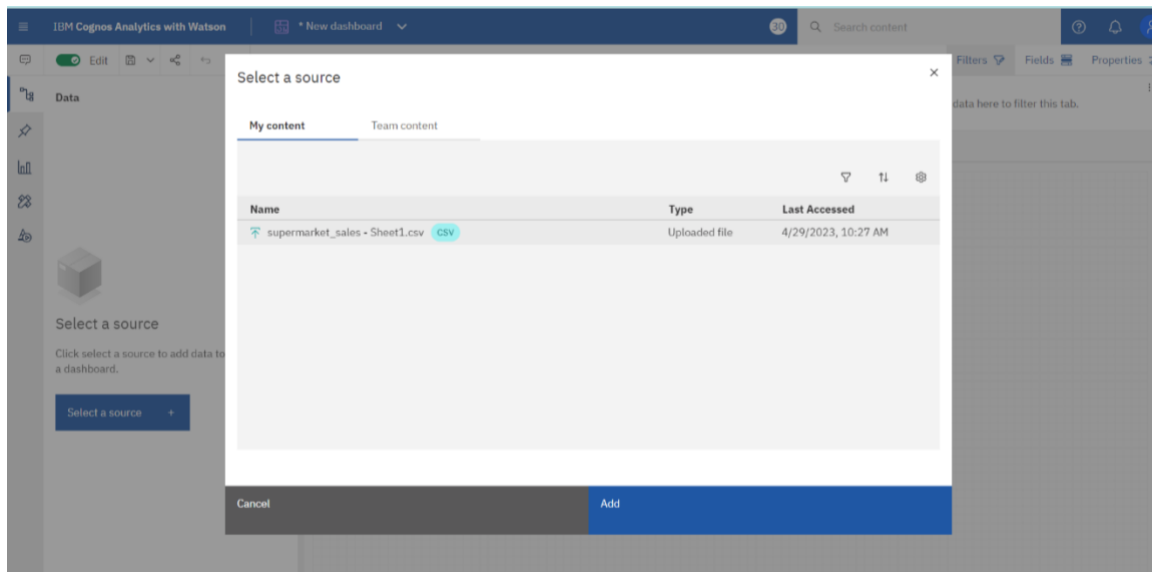 IBM Cognos Analytics with Watson
* New dashboard
30
Search content
Edit
Filters
Fields
Properties
Data
data here to filter this tab.
Select a source
Click select a source to add data to
a dashboard.
Select a source +
Select a source
My content Team content
Name Type Last Accessed
supermarket_sales - Sheet1.csv CSV Uploaded file 4/29/2023, 10:27 AM
Cancel
Add